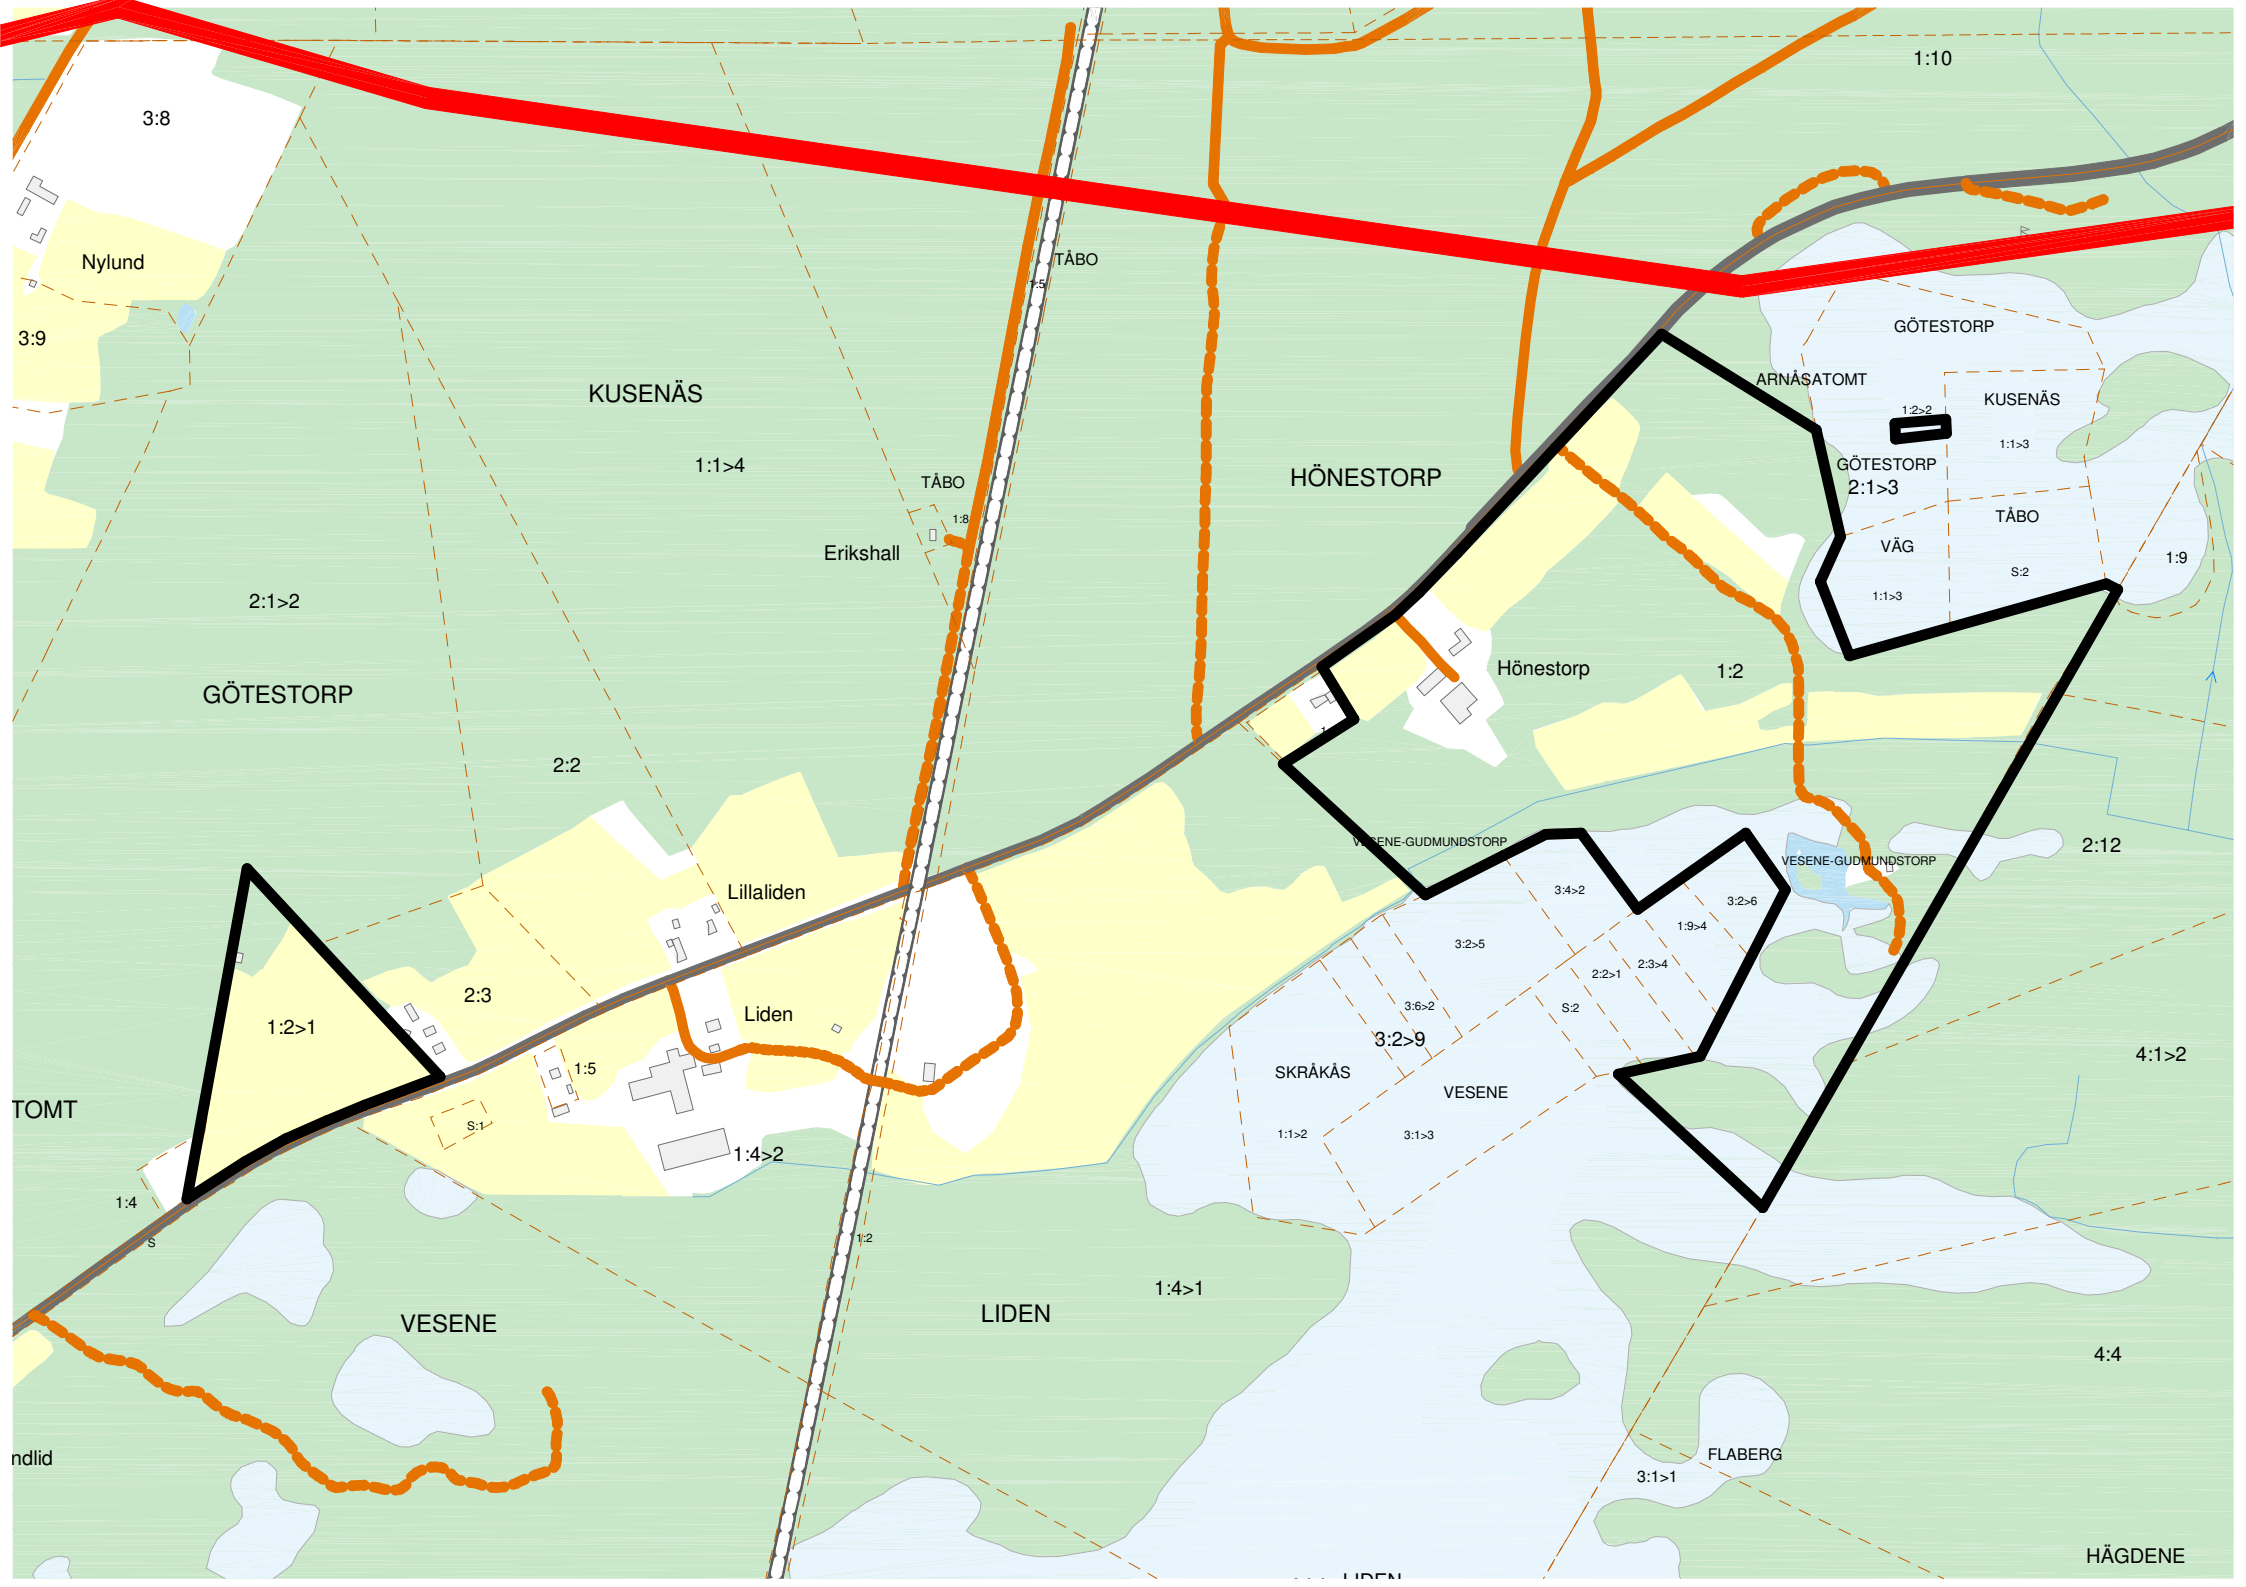 1:10
3:8
Nylund
TÅBO
1:5
GÖTESTORP
3:9
ARNÅSATOMT
KUSENÄS
KUSENÄS
1:2>2
1:1>3
1:1>4
GÖTESTORP
2:1>3
HÖNESTORP
TÅBO
1:8
TÅBO
VÄG
Erikshall
1:9
S:2
1:1>3
2:1>2
Hönestorp
1:2
GÖTESTORP
2:2
VESENE-GUDMUNDSTORP
2:12
VESENE-GUDMUNDSTORP
Lillaliden
3:4>2
3:2>6
1:9>4
3:2>5
2:3>4
2:2>1
2:3
S:2
3:6>2
Liden
1:2>1
3:2>9
4:1>2
1:5
SKRÅKÅS
VESENE
TOMT
S:1
1:1>2
3:1>3
1:4>2
1:4
S
1:2
1:4>1
LIDEN
VESENE
4:4
ndlid
FLABERG
3:1>1
HÄGDENE
LIDEN